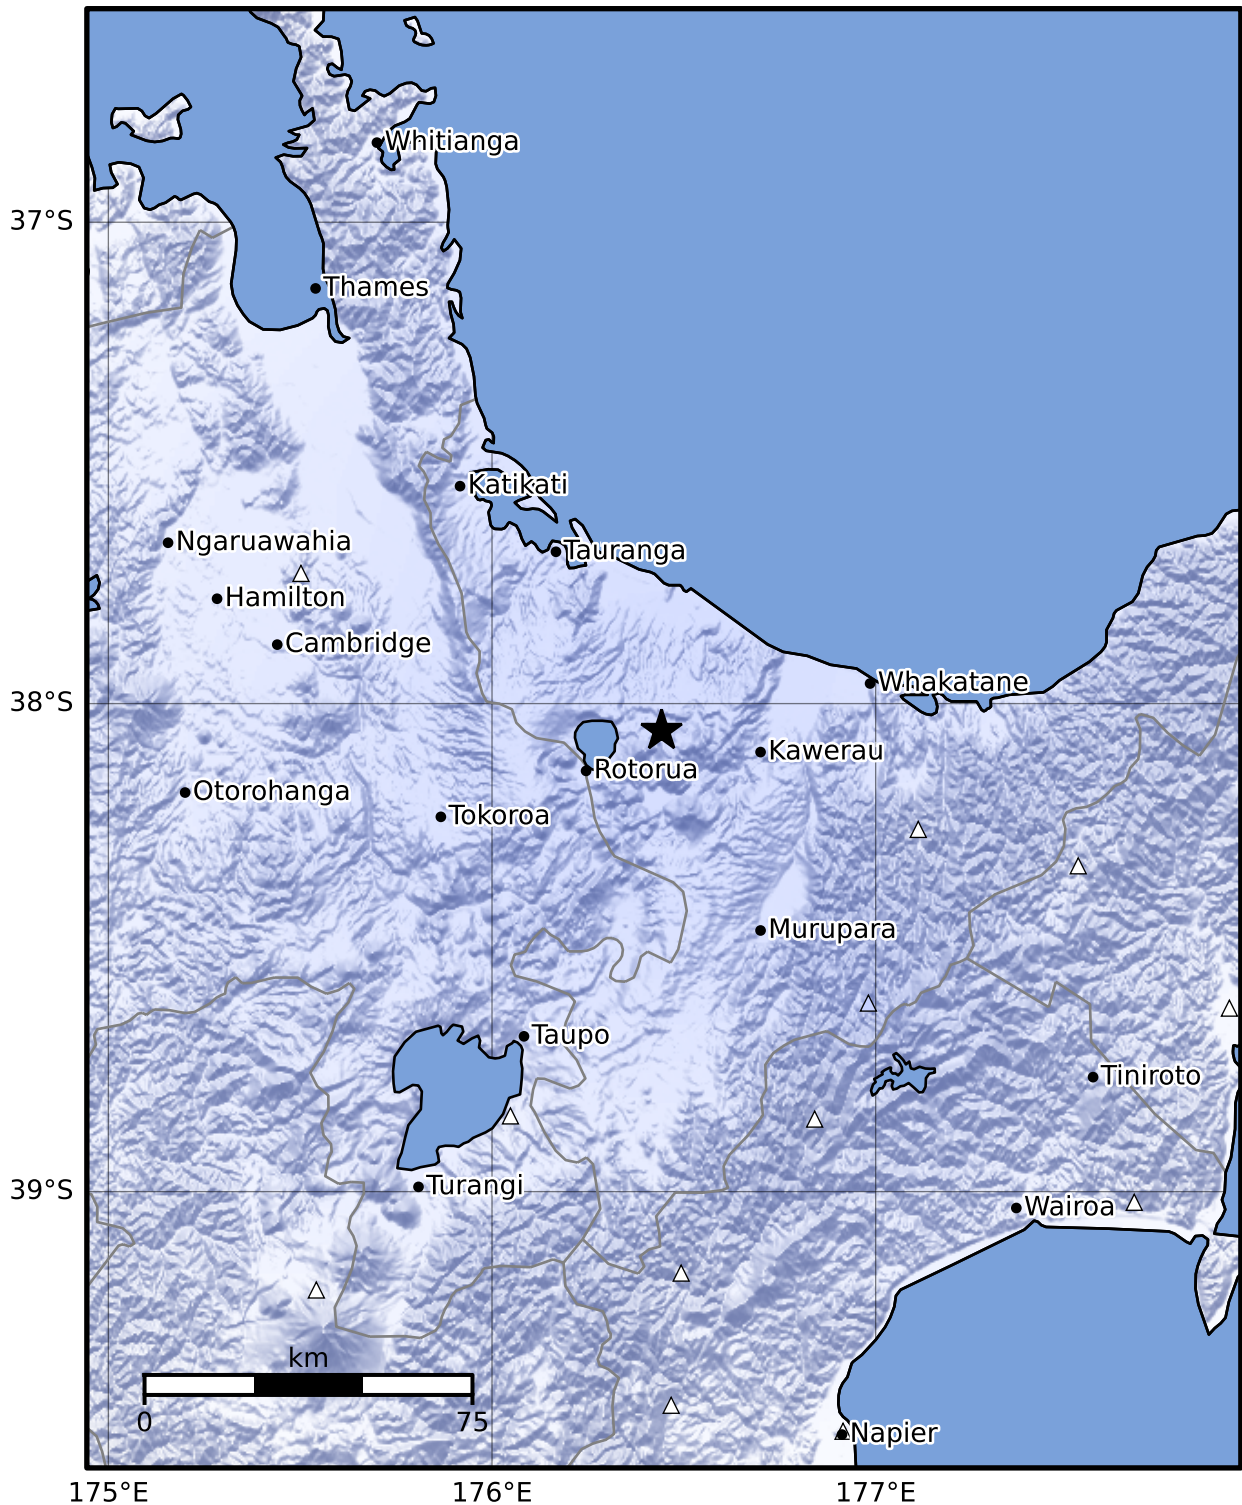 Whitianga
37°S
Thames
Katikati
Ngaruawahia
Tauranga
Hamilton
Cambridge
Whakatane
38°S
Kawerau
Rotorua
Otorohanga
Tokoroa
Murupara
Taupo
Tiniroto
Turangi
39°S
Wairoa
km
0
75
Napier
175°E
176°E
177°E